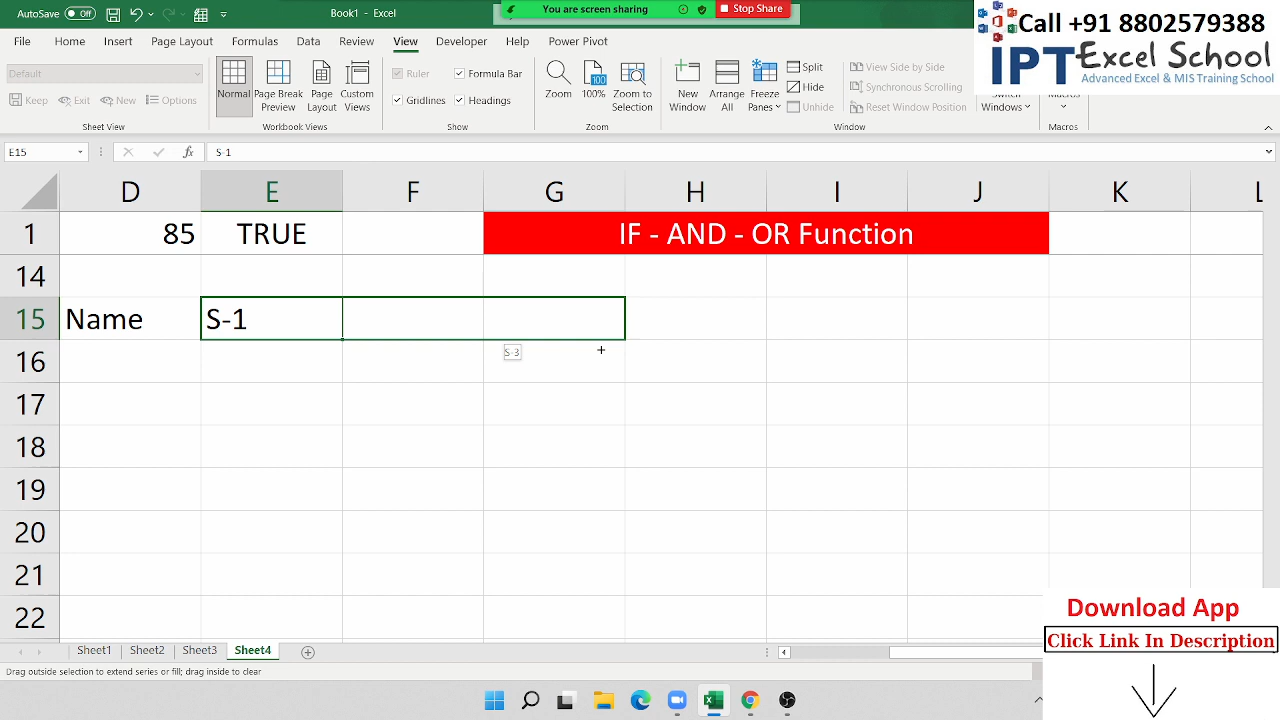 AutoSave Off
Book1 - Excel
You are screen sharing
Stop Share
Call +91 8802579388
IPT Excel School
Advanced Excel & MIS Training School
File Home Insert Page Layout Formulas Data Review View Developer Help Power Pivot
Default
Keep Exit New Options
Sheet View
Normal
Page Break Preview
Page Layout
Custom Views
Workbook Views
Ruler
Formula Bar
Gridlines
Headings
Show
Zoom
100
100%
Zoom to Selection
Zoom
New Window
Arrange All
Freeze Panes
Split
Hide
Unhide
View Side by Side
Synchronous Scrolling
Reset Window Position
Window
Windows
Macros
E15
fx
S-1
D E F G H I J K L
1 85 TRUE IF - AND - OR Function
14
15 Name S-1
S-3
16
17
18
19
20
21
22
Download App
Click Link In Description
Sheet1 Sheet2 Sheet3 Sheet4
Drag outside selection to extend series or fill; drag inside to clear